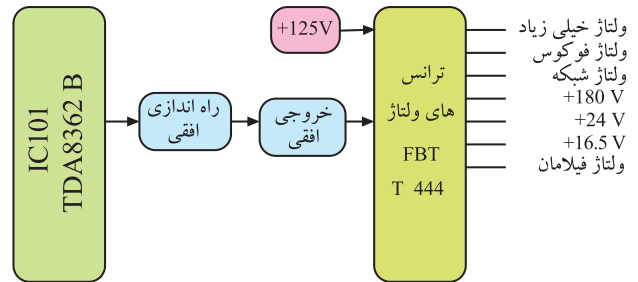 IC101
TDA8362 B
راه اندازی
افقی
خروجی
افقی
+125V
ترانس
های ولتاژ
FBT
T 444
ولتاژ خیلی زیاد
ولتاژ فوکوس
ولتاژ شبکه
+180 V
+24 V
+16.5 V
ولتاژ فیلامان